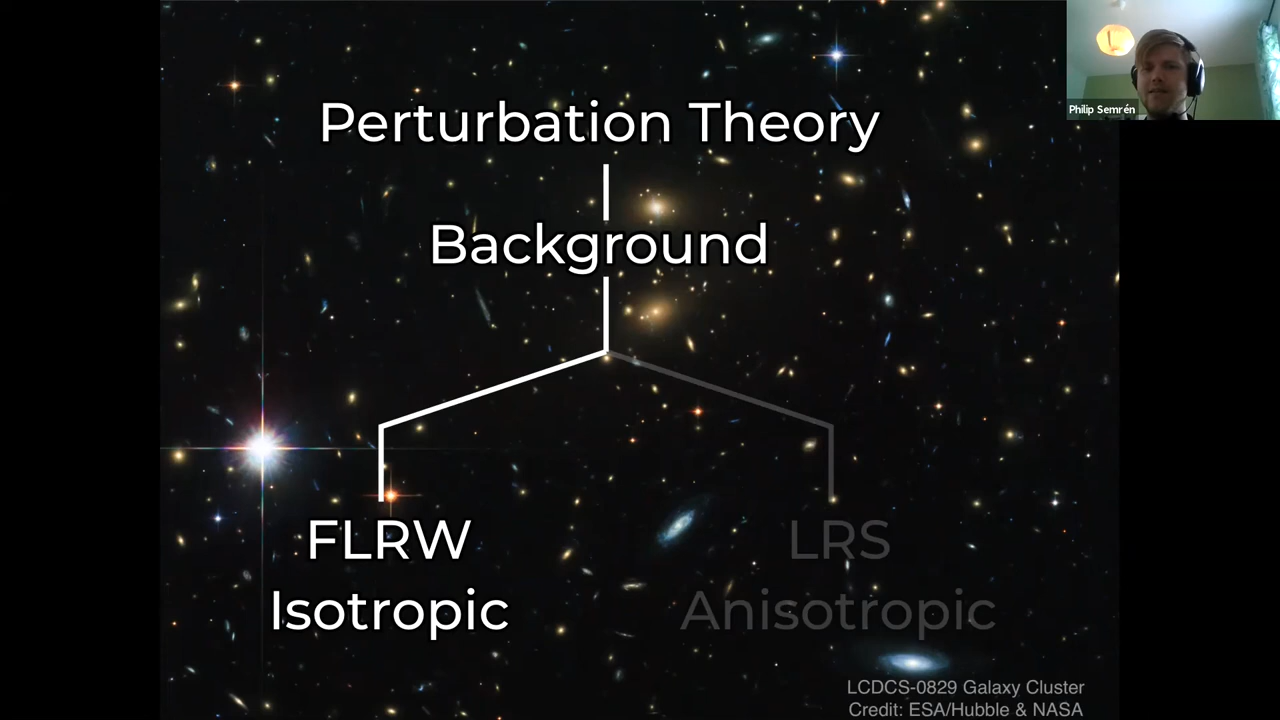 Perturbation Theory
Philip Semrén
Background
FLRW
LRS
Isotropic
Anisotropic
LCDCS-0829 Galaxy Cluster
Credit: ESA/Hubble & NASA